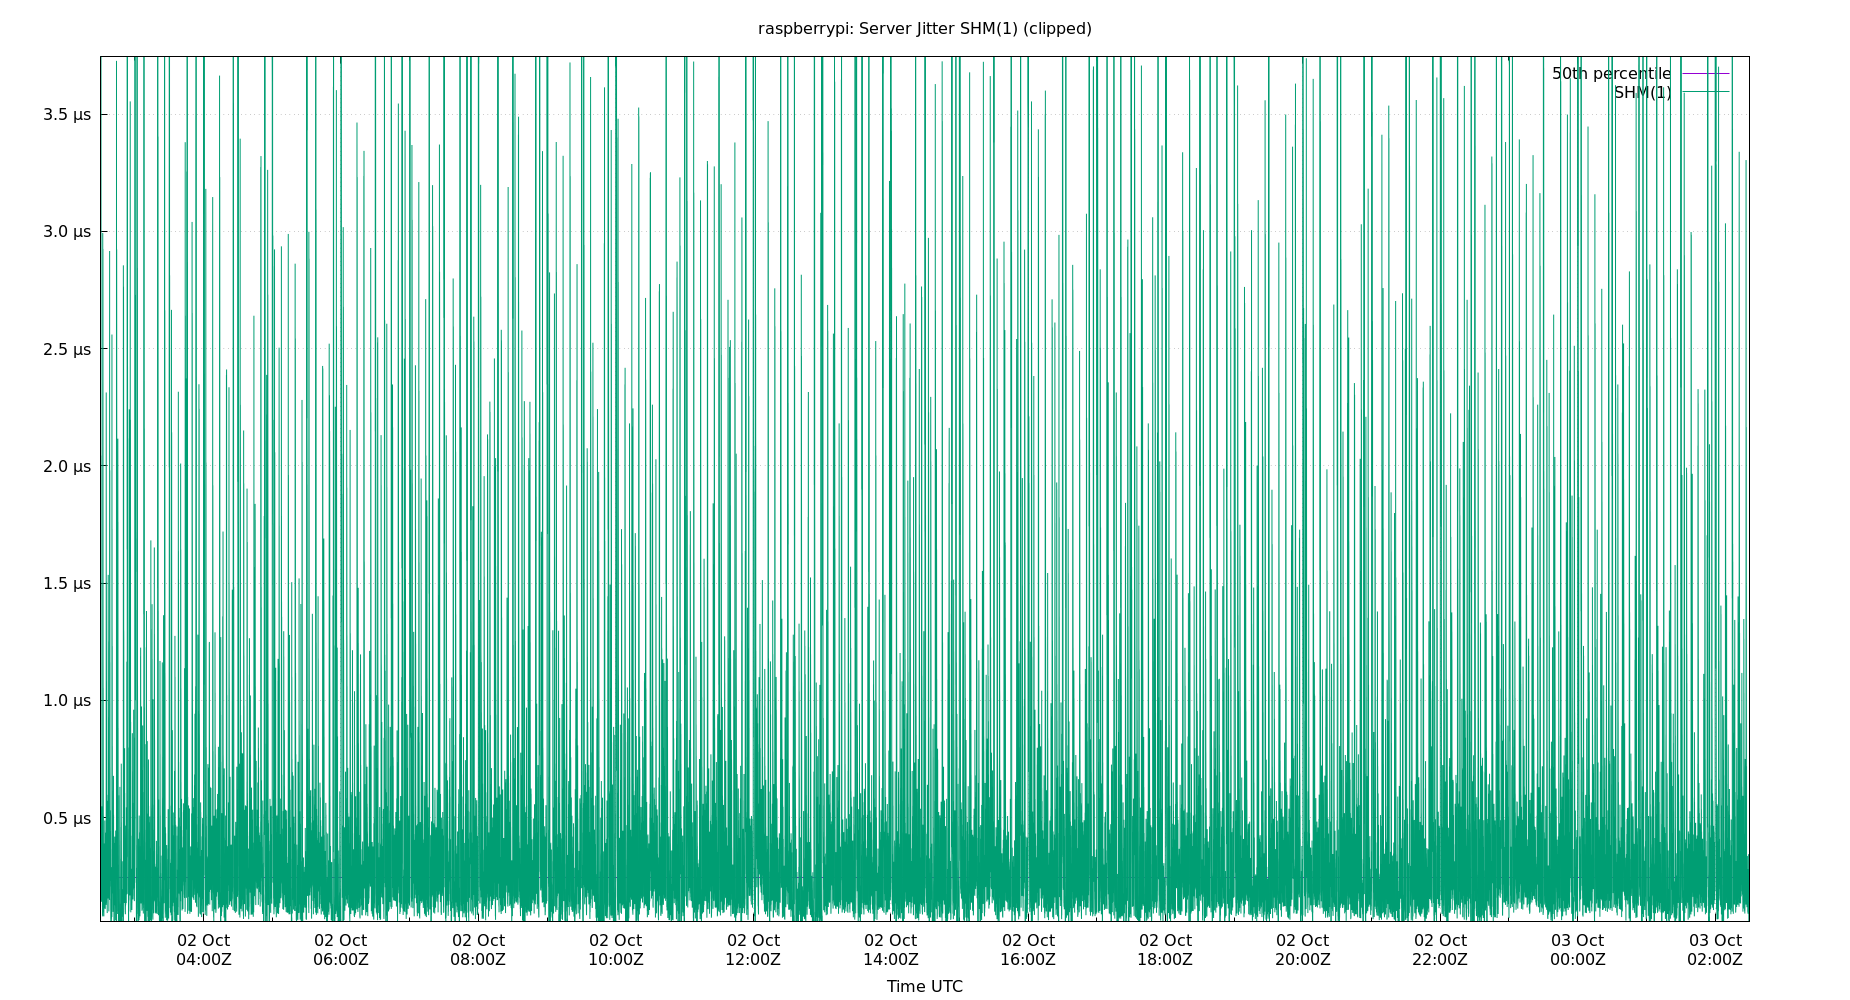 raspberrypi: Server Jitter SHM(1) (clipped)
50th percentile
SHM(1)
3.5 µs
3.0 µs
2.5 µs
2.0 µs
1.5 µs
1.0 µs
0.5 µs
02 Oct 02 Oct 02 Oct 02 Oct 02 Oct 02 Oct 02 Oct 02 Oct 02 Oct 02 Oct 03 Oct 03 Oct
04:00Z 06:00Z 08:00Z 10:00Z 12:00Z 14:00Z 16:00Z 18:00Z 20:00Z 22:00Z 00:00Z 02:00Z
Time UTC